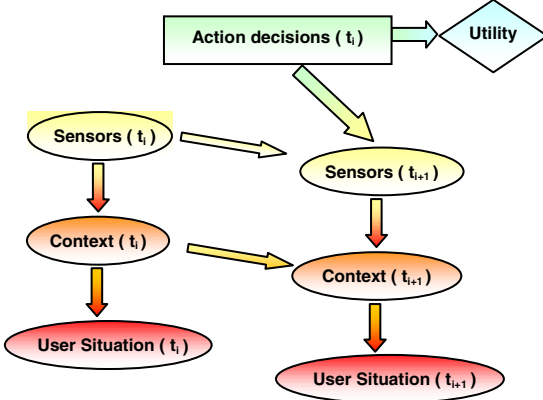 Action decisions ( tᵢ )
Utility
Sensors ( tᵢ )
Sensors ( tᵢ₊₁ )
Context ( tᵢ )
Context ( tᵢ₊₁ )
User Situation ( tᵢ )
User Situation ( tᵢ₊₁ )